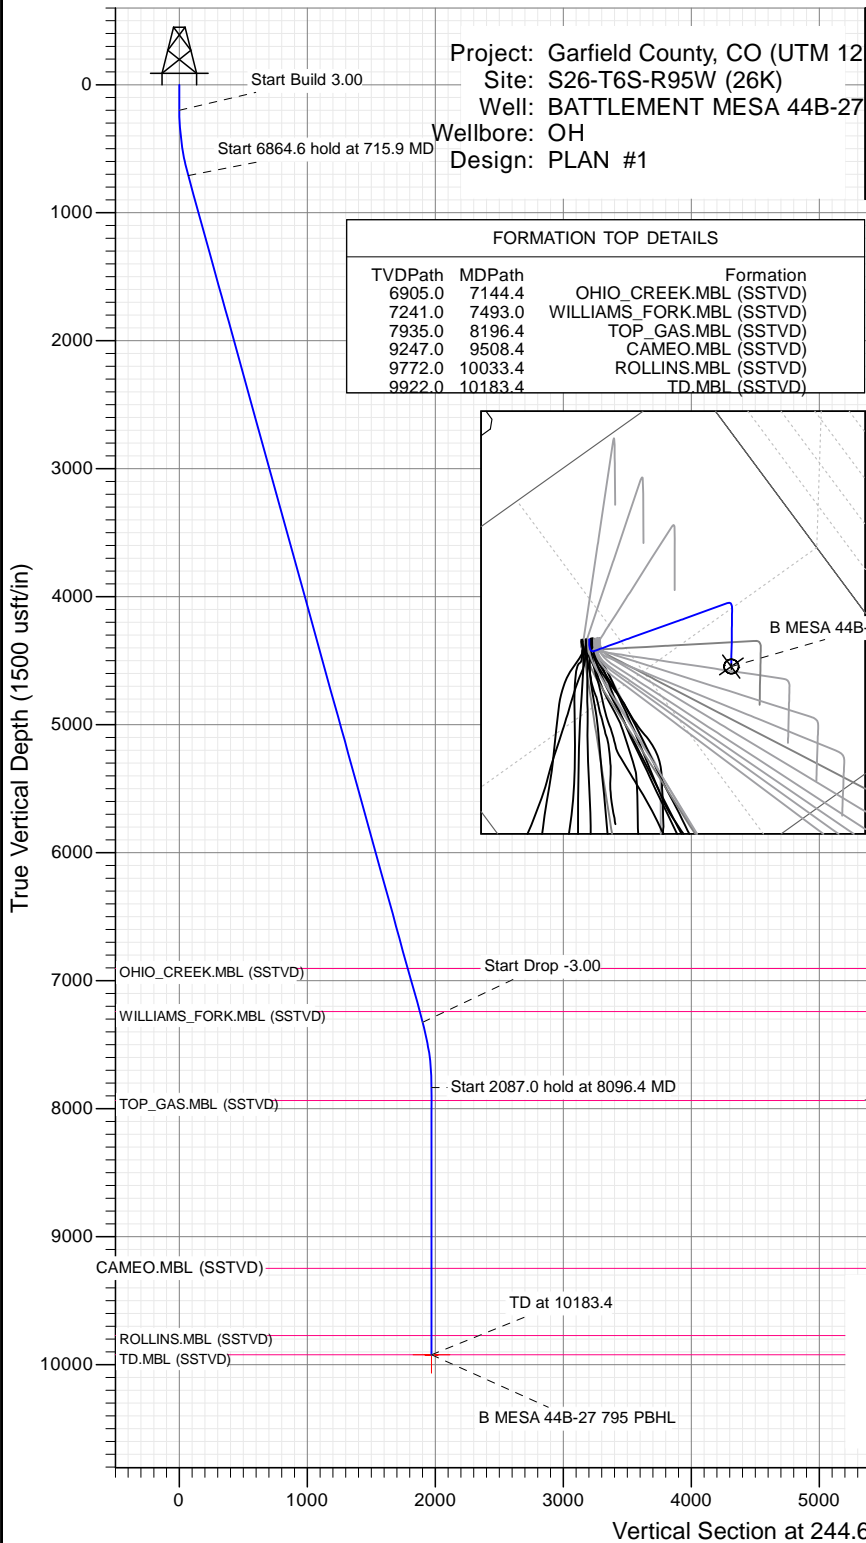 Project: Garfield County, CO (UTM 12
Site: S26-T6S-R95W (26K)
Well: BATTLEMENT MESA 44B-27
Wellbore: OH
Design: PLAN #1
0
Start Build 3.00
Start 6864.6 hold at 715.9 MD
1000
FORMATION TOP DETAILS
TVDPath MDPath Formation
6905.0 7144.4 OHIO_CREEK.MBL (SSTVD)
7241.0 7493.0 WILLIAMS_FORK.MBL (SSTVD)
7935.0 8196.4 TOP_GAS.MBL (SSTVD)
9247.0 9508.4 CAMEO.MBL (SSTVD)
9772.0 10033.4 ROLLINS.MBL (SSTVD)
9922.0 10183.4 TD.MBL (SSTVD)
2000
3000
4000
B MESA 44B-
5000
6000
True Vertical Depth (1500 usft/in)
Start Drop -3.00
OHIO_CREEK.MBL (SSTVD)
7000
WILLIAMS_FORK.MBL (SSTVD)
Start 2087.0 hold at 8096.4 MD
TOP_GAS.MBL (SSTVD)
8000
9000
CAMEO.MBL (SSTVD)
TD at 10183.4
ROLLINS.MBL (SSTVD)
TD.MBL (SSTVD)
10000
B MESA 44B-27 795 PBHL
0 1000 2000 3000 4000 5000
Vertical Section at 244.6